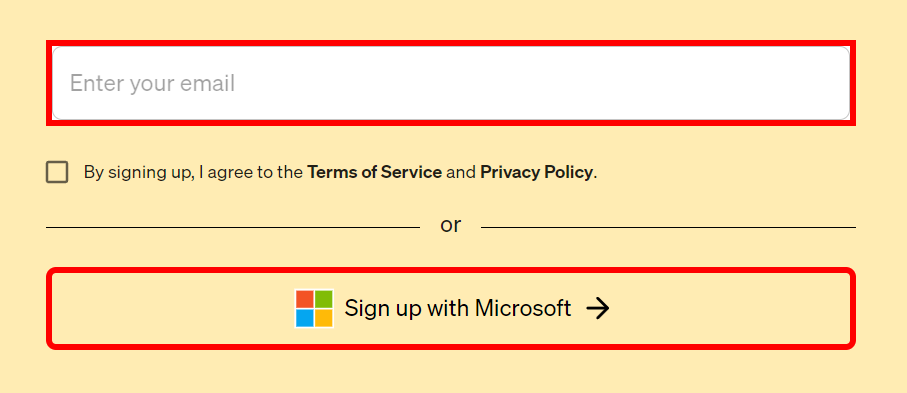 Enter your email
By signing up, I agree to the Terms of Service and Privacy Policy.
or
Sign up with Microsoft